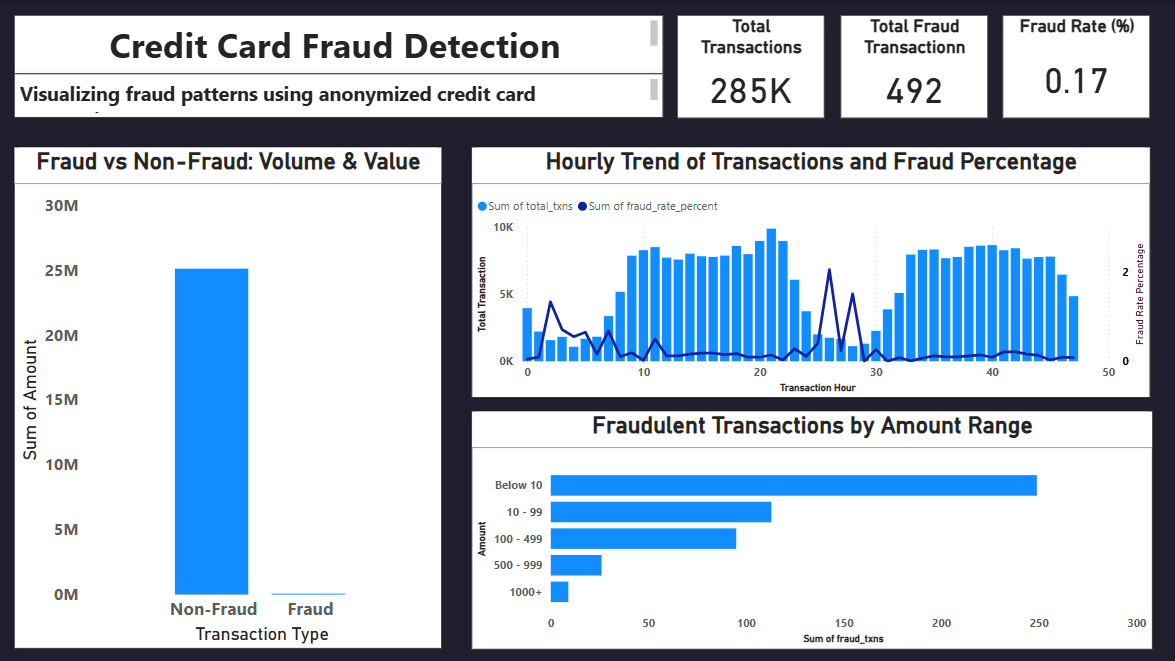 Credit Card Fraud Detection
Visualizing fraud patterns using anonymized credit card
Total
Transactions
285K
Total Fraud
Transactionn
492
Fraud Rate (%)
0.17
Fraud vs Non-Fraud: Volume & Value
Sum of Amount
30M
25M
20M
15M
10M
5M
0M
Non-Fraud Fraud
Transaction Type
Hourly Trend of Transactions and Fraud Percentage
Sum of total_txns Sum of fraud_rate_percent
Total Transaction
10K
5K
0K
2
0
Fraud Rate Percentage
0 10 20 30 40 50
Transaction Hour
Fraudulent Transactions by Amount Range
Amount
Below 10
10 - 99
100 - 499
500 - 999
1000+
0 50 100 150 200 250 300
Sum of fraud_txns